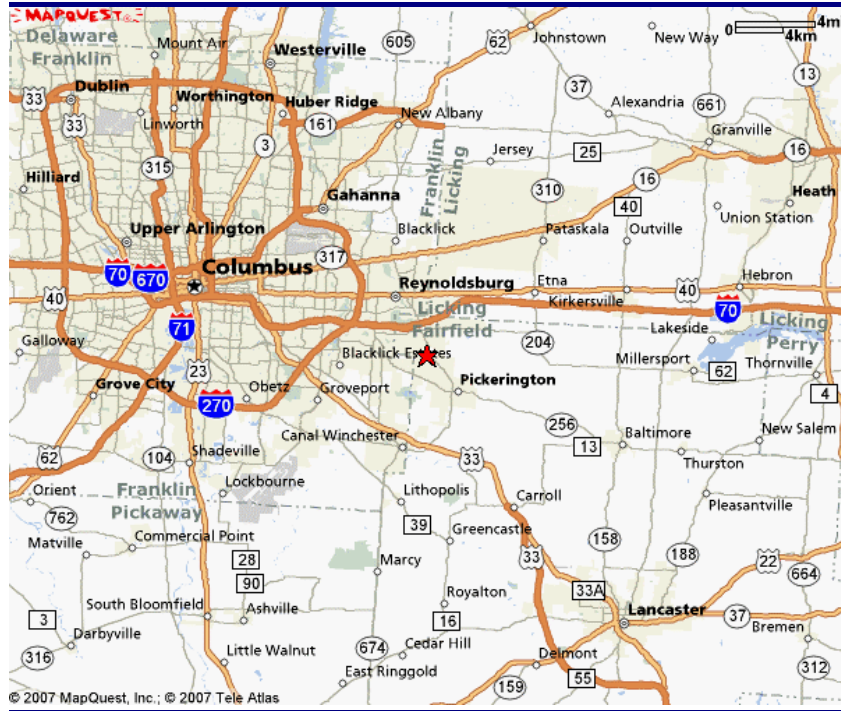 MAPQUEST
Delaware
Franklin
Mount Air
Westerville
605
62
Johnstown
New Way
0
4m
4km
13
33
Dublin
Worthington
Huber Ridge
37
Alexandria
661
33
Linworth
161
New Albany
Granville
3
315
Jersey
25
16
Hilliard
Gahanna
Franklin
Licking
310
16
40
Heath
Union Station
Upper Arlington
317
Blacklick
Pataskala
Outville
70
670
Columbus
Reynoldsburg
Etna
Hebron
40
Kirkersville
40
71
Licking
Fairfield
70
Lakeside
Licking
Perry
Galloway
23
Blacklick Estates
204
Millersport
62
Thornville
Grove City
Obetz
Groveport
Pickerington
270
4
256
Canal Winchester
13
Baltimore
New Salem
62
104
Shadeville
33
Thurston
Orient
Franklin
Pickaway
Lockbourne
Lithopolis
Carroll
Pleasantville
762
39
Greencastle
158
Matville
Commercial Point
188
28
Marcy
33
22
90
Royalton
33A
664
South Bloomfield
Ashville
16
Lancaster
3
37
Bremen
Darbyville
674
Cedar Hill
316
Little Walnut
Delmont
312
East Ringgold
159
55
© 2007 MapQuest, Inc.; © 2007 Tele Atlas